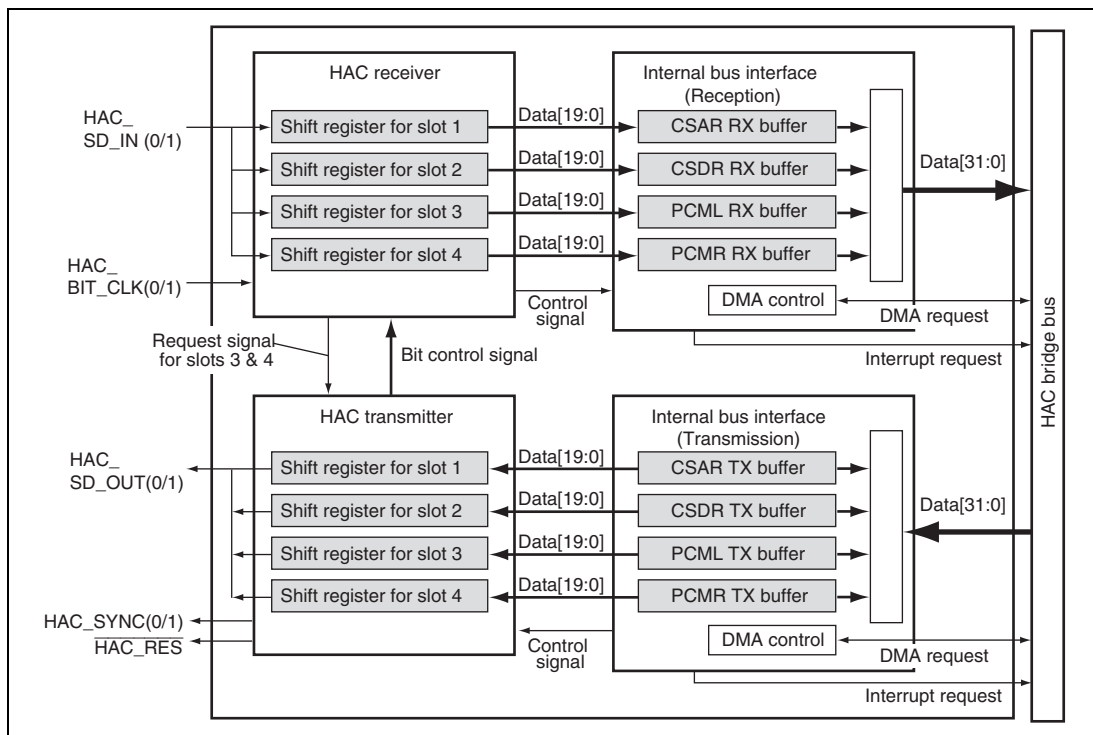 HAC receiver
Internal bus interface
(Reception)
HAC_
SD_IN (0/1)
Shift register for slot 1
Data[19:0]
CSAR RX buffer
Shift register for slot 2
Data[19:0]
CSDR RX buffer
Data[31:0]
Shift register for slot 3
Data[19:0]
PCML RX buffer
Shift register for slot 4
Data[19:0]
PCMR RX buffer
HAC_
BIT_CLK(0/1)
Control
signal
DMA control
DMA request
Request signal
for slots 3 & 4
Bit control signal
Interrupt request
HAC bridge bus
HAC transmitter
Internal bus interface
(Transmission)
HAC_
SD_OUT(0/1)
Shift register for slot 1
Data[19:0]
CSAR TX buffer
Shift register for slot 2
Data[19:0]
CSDR TX buffer
Data[31:0]
Shift register for slot 3
Data[19:0]
PCML TX buffer
Shift register for slot 4
Data[19:0]
PCMR TX buffer
HAC_SYNC(0/1)
HAC_RES
Control
signal
DMA control
DMA request
Interrupt request